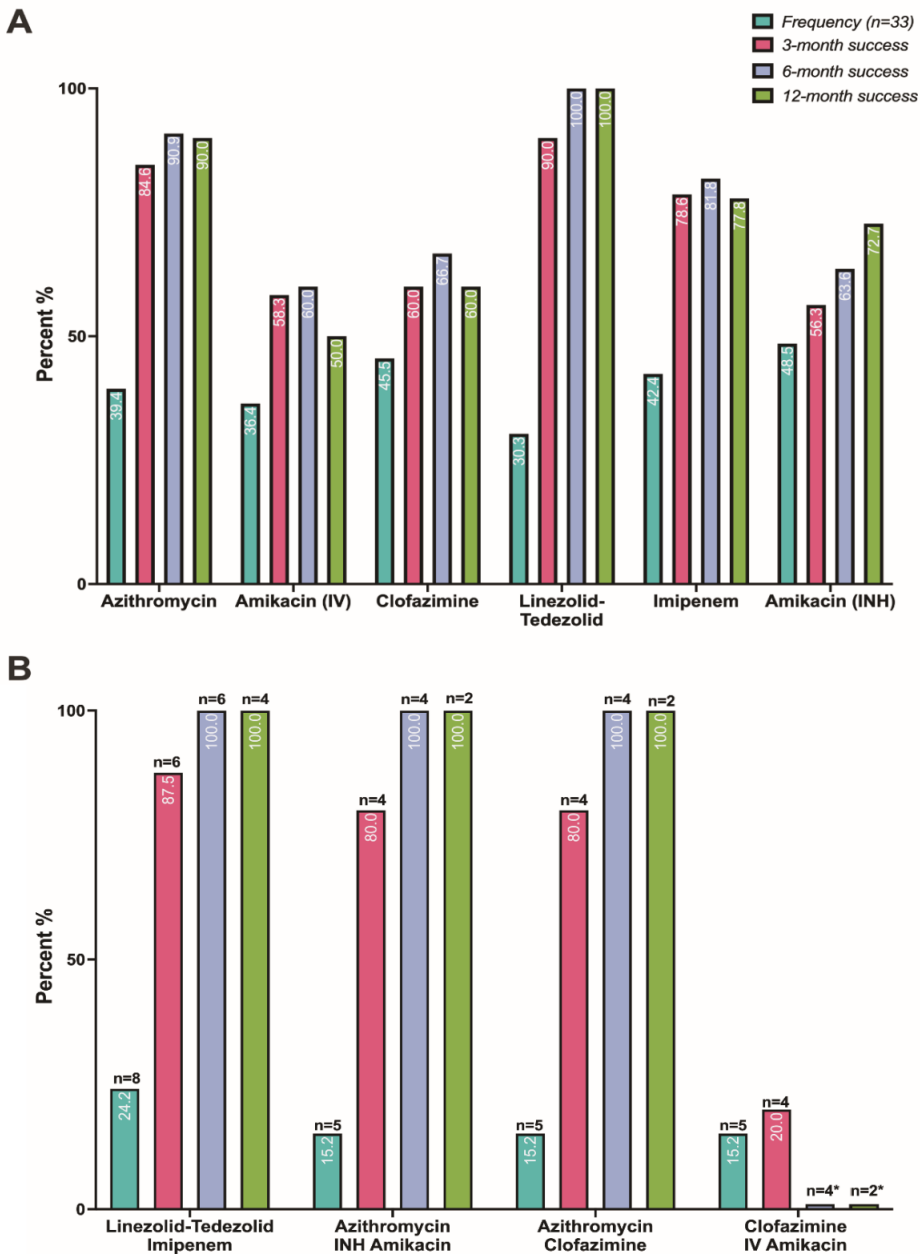 A
Frequency (n=33)
3-month success
6-month success
12-month success
Percent %
100
50
0
39.4
84.6
90.9
90.0
36.4
58.3
60.0
50.0
45.5
60.0
66.7
60.0
30.3
90.0
100.0
100.0
42.4
78.6
81.8
77.8
48.5
56.3
63.6
72.7
Azithromycin
Amikacin (IV)
Clofazimine
Linezolid-
Tedezolid
Imipenem
Amikacin (INH)
B
Percent %
100
50
0
n=8
24.2
n=6
87.5
n=6
100.0
n=4
100.0
n=5
15.2
n=4
80.0
n=4
100.0
n=2
100.0
n=5
15.2
n=4
80.0
n=4
100.0
n=2
100.0
n=5
15.2
n=4
20.0
n=4*
n=2*
Linezolid-Tedezolid
Imipenem
Azithromycin
INH Amikacin
Azithromycin
Clofazimine
Clofazimine
IV Amikacin